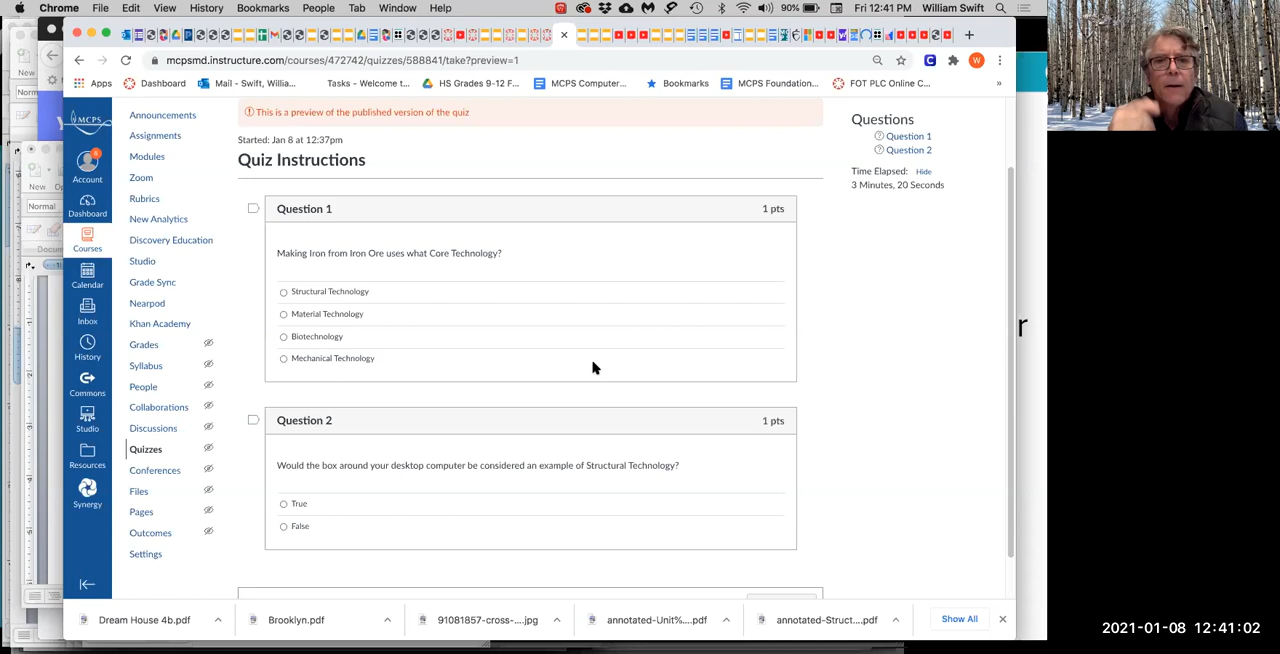 Chrome File Edit View History Bookmarks People Tab Window Help 90% Fri 12:41 PM William Swift
mcpsmd.instructure.com/courses/472742/quizzes/588841/take?preview=1
Apps Dashboard Mail - Swift, Willia... Tasks - Welcome t... HS Grades 9-12 F... MCPS Computer... Bookmarks MCPS Foundation... FOT PLC Online C... »
New
Norm
New Op
Normal
Docum
MCPS
Account
Dashboard
Courses
Calendar
Inbox
History
Commons
Studio
Resources
Synergy
Announcements
Assignments
Modules
Zoom
Rubrics
New Analytics
Discovery Education
Studio
Grade Sync
Nearpod
Khan Academy
Grades
Syllabus
People
Collaborations
Discussions
Quizzes
Conferences
Files
Pages
Outcomes
Settings
This is a preview of the published version of the quiz
Started: Jan 8 at 12:37pm
Quiz Instructions
Question 1 1 pts
Making Iron from Iron Ore uses what Core Technology?
Structural Technology
Material Technology
Biotechnology
Mechanical Technology
Question 2 1 pts
Would the box around your desktop computer be considered an example of Structural Technology?
True
False
Questions
Question 1
Question 2
Time Elapsed: Hide
3 Minutes, 20 Seconds
r
Dream House 4b.pdf Brooklyn.pdf 91081857-cross-....jpg annotated-Unit%....pdf annotated-Struct....pdf Show All
2021-01-08 12:41:02